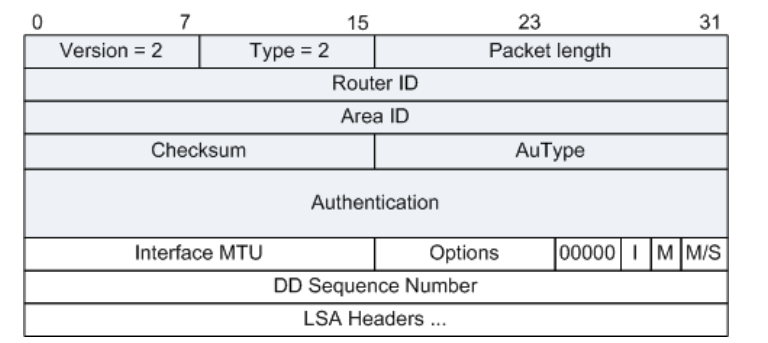 0 7 15 23 31
Version = 2 Type = 2 Packet length
Router ID
Area ID
Checksum AuType
Authentication
Interface MTU Options 00000 I M M/S
DD Sequence Number
LSA Headers ...